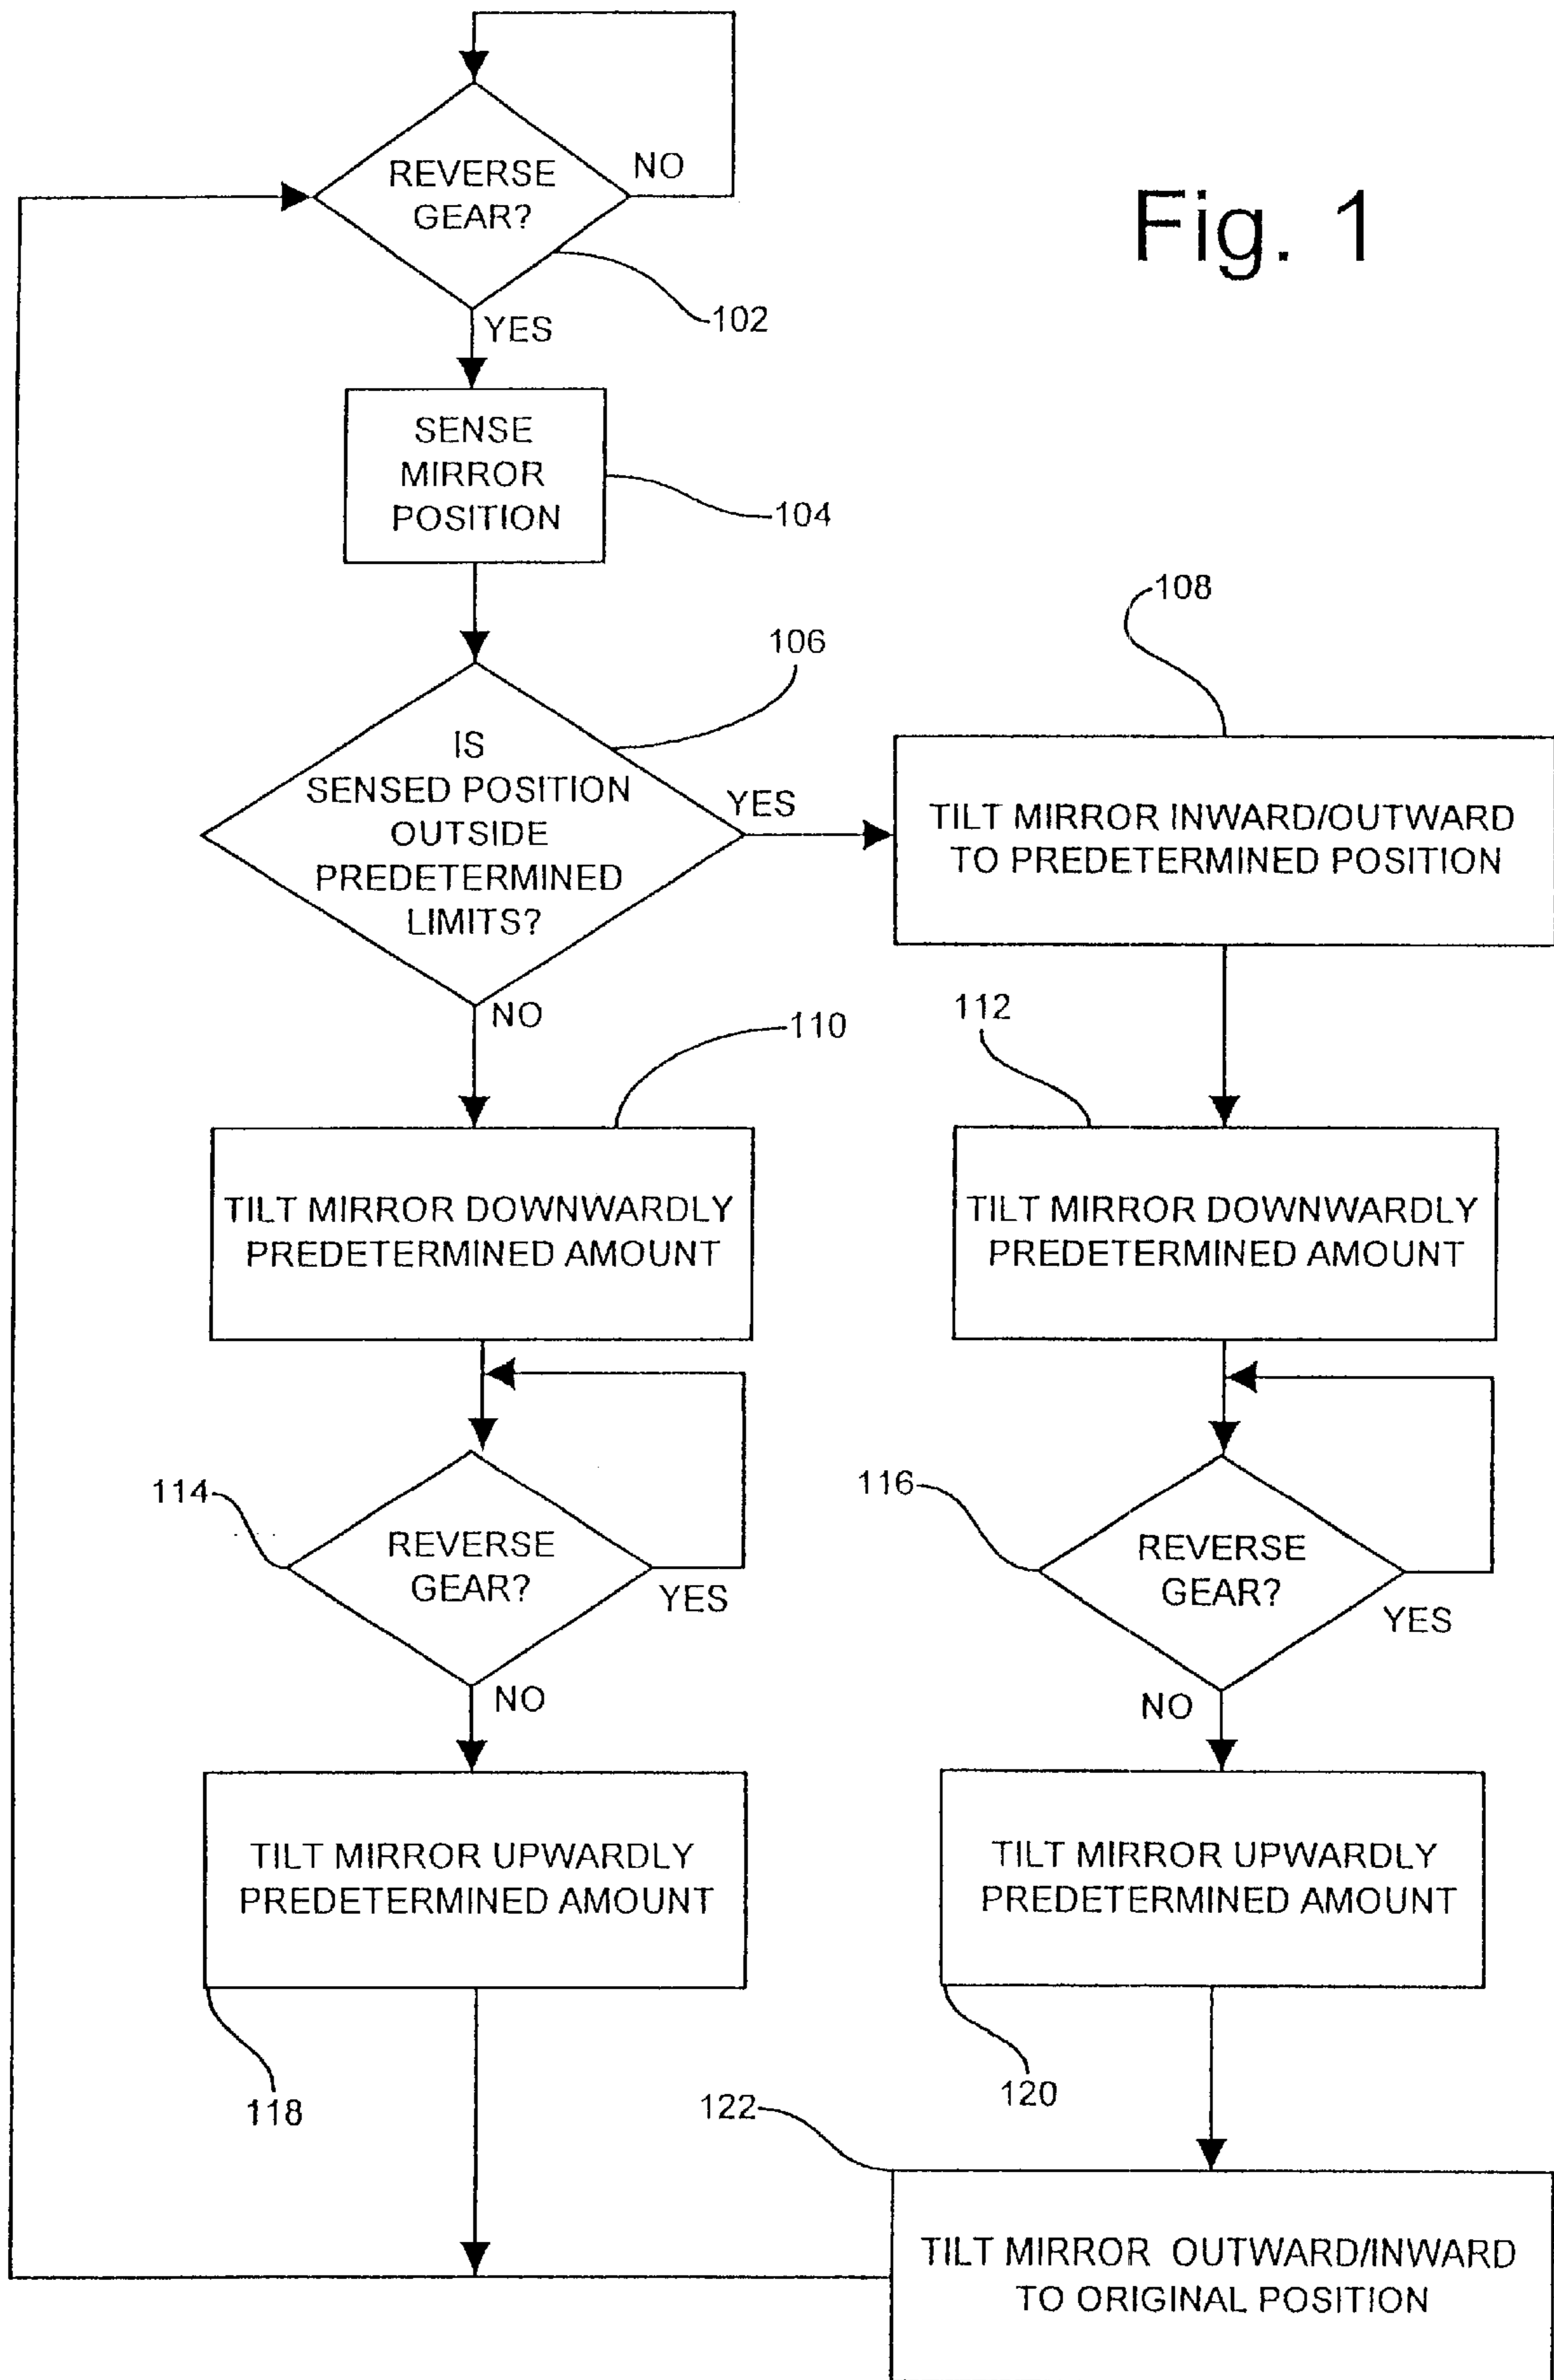 Fig. 1
REVERSE
GEAR?
NO
102
YES
SENSE
MIRROR
POSITION
104
106
108
IS
SENSED POSITION
OUTSIDE
PREDETERMINED
LIMITS?
YES
NO
TILT MIRROR INWARD/OUTWARD
TO PREDETERMINED POSITION
110
112
TILT MIRROR DOWNWARDLY
PREDETERMINED AMOUNT
TILT MIRROR DOWNWARDLY
PREDETERMINED AMOUNT
114
REVERSE
GEAR?
YES
NO
116
REVERSE
GEAR?
YES
NO
TILT MIRROR UPWARDLY
PREDETERMINED AMOUNT
118
TILT MIRROR UPWARDLY
PREDETERMINED AMOUNT
120
122
TILT MIRROR OUTWARD/INWARD
TO ORIGINAL POSITION